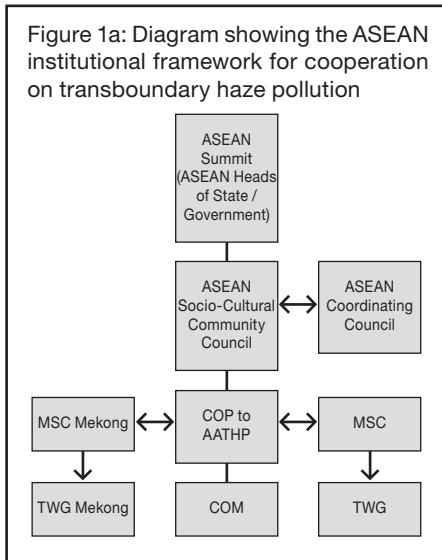 Figure 1a: Diagram showing the ASEAN
institutional framework for cooperation
on transboundary haze pollution
ASEAN
Summit
(ASEAN Heads
of State /
Government)
ASEAN
Socio-Cultural
Community
Council
ASEAN
Coordinating
Council
MSC Mekong
COP to
AATHP
MSC
TWG Mekong
COM
TWG